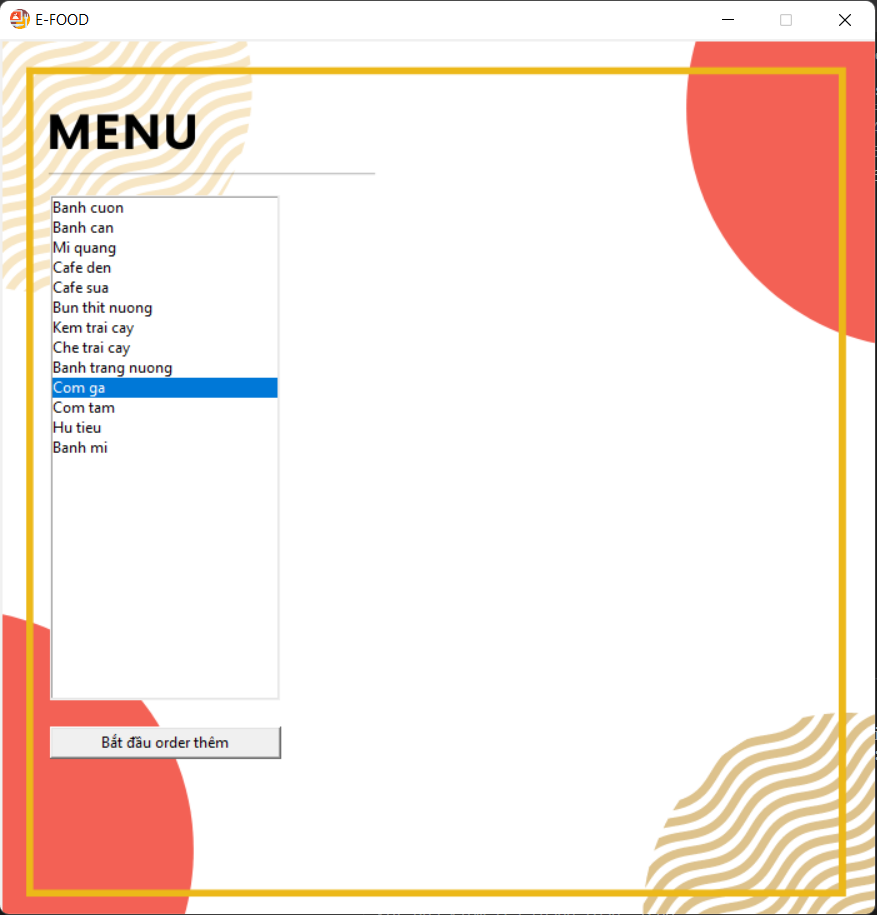 E-FOOD
MENU
Banh cuon
Banh can
Mi quang
Cafe den
Cafe sua
Bun thit nuong
Kem trai cay
Che trai cay
Banh trang nuong
Com ga
Com tam
Hu tieu
Banh mi
Bắt đầu order thêm